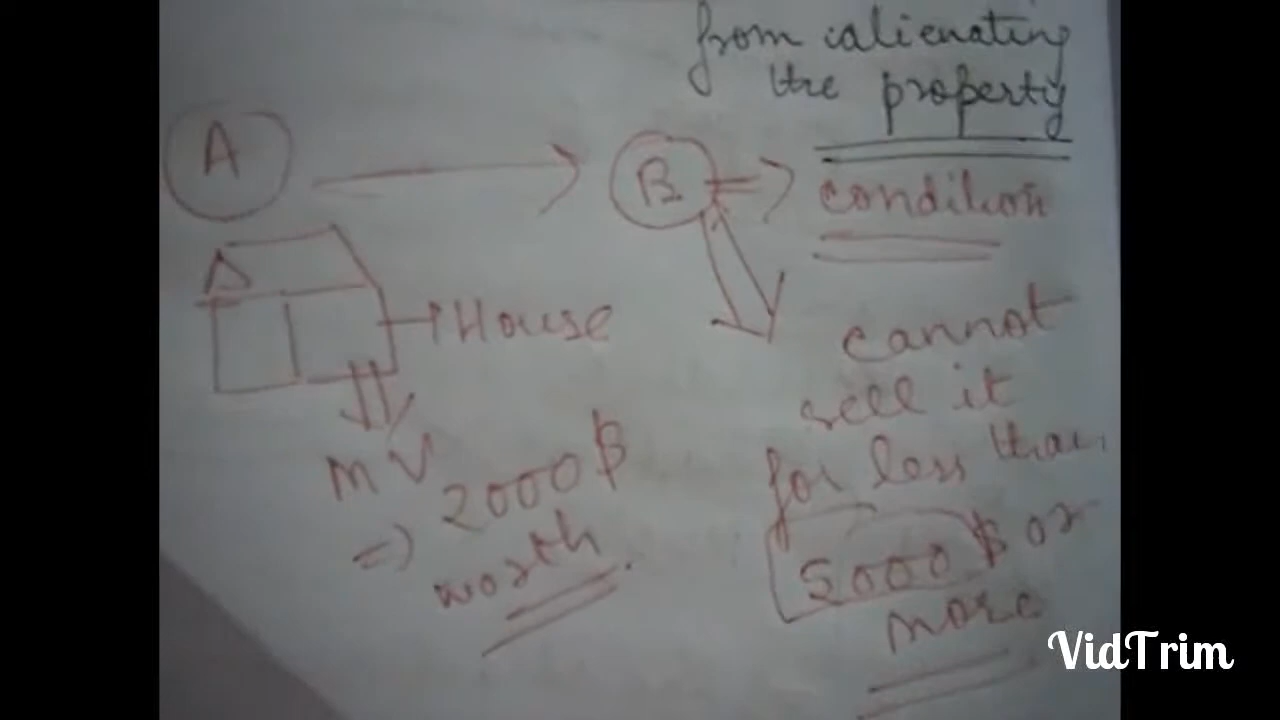 from alienating
the property
A
B
condition
House
cannot
sell it
for less than
5000 $ or
more
MV
2000 $
=> worth
VidTrim